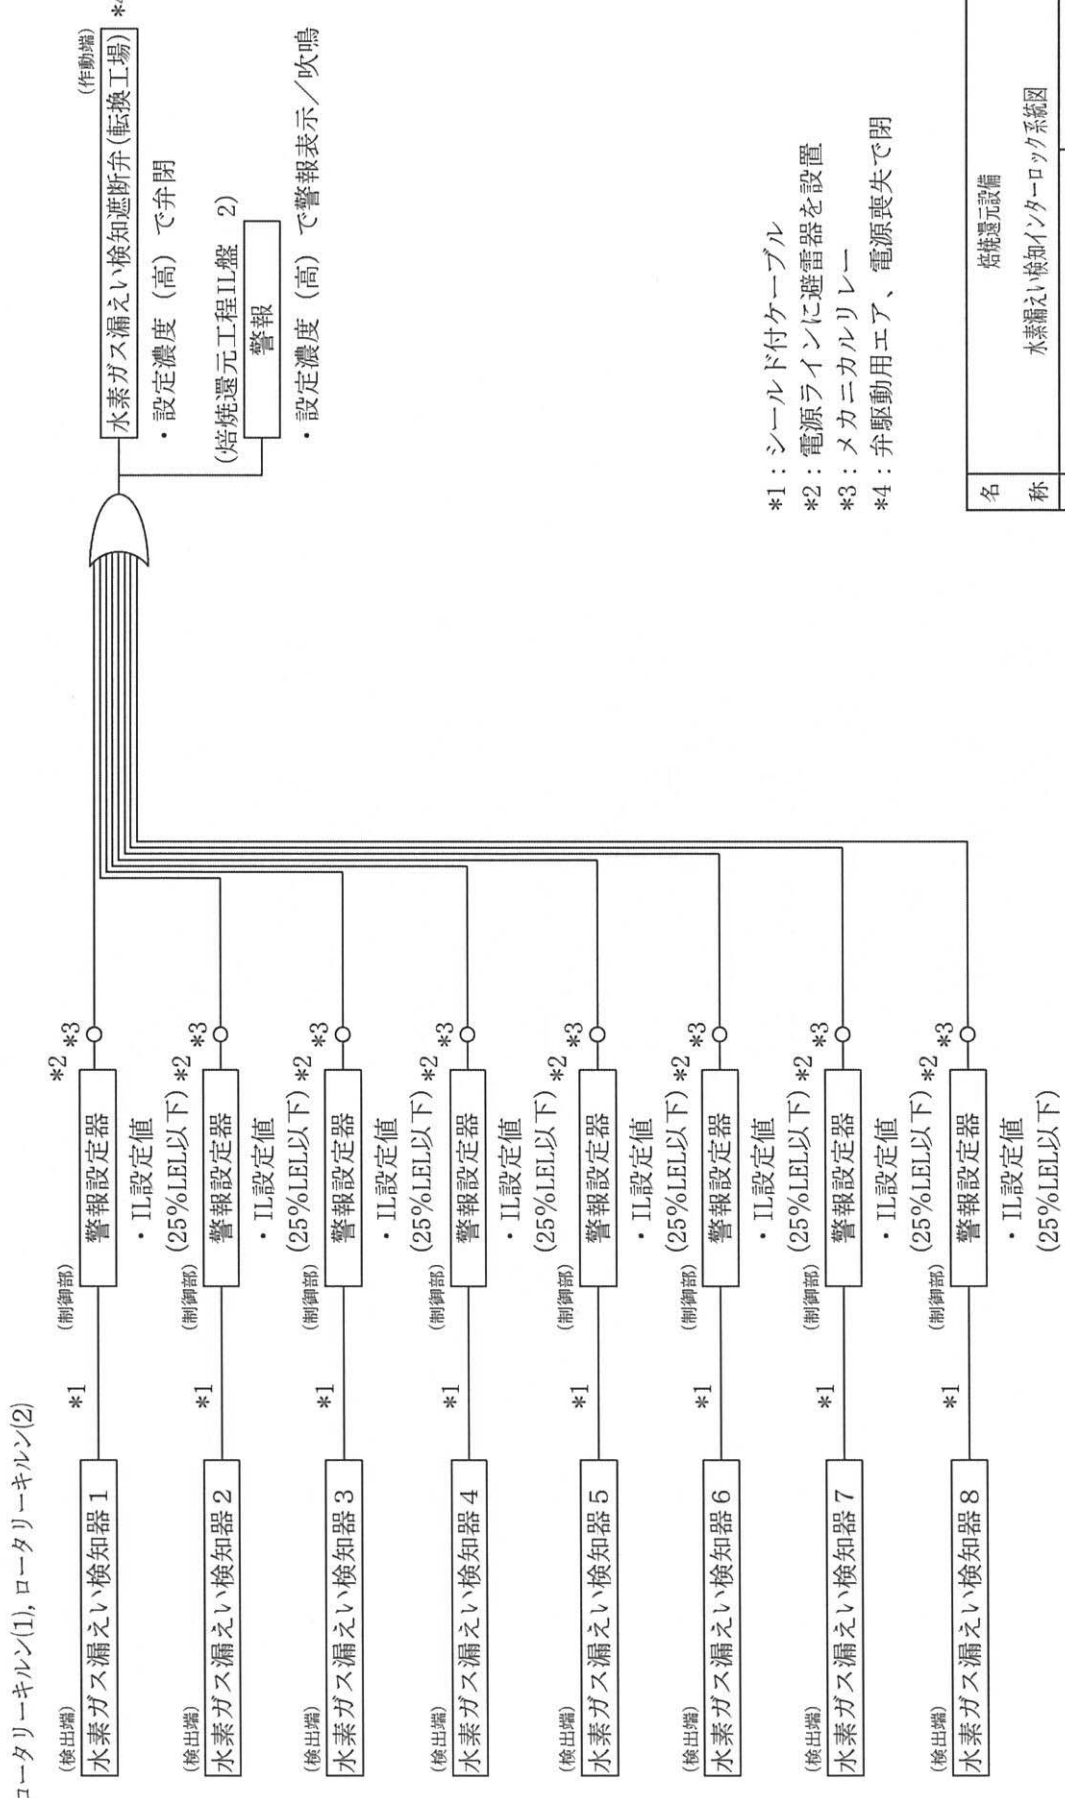 ロータリーキルン(1), ロータリーキルン(2)
(検出端)
水素ガス漏えい検知器 1
*1
(制御部)
警報設定器
*2 *3
・IL設定値
(25%LEL以下)
(検出端)
水素ガス漏えい検知器 2
*1
(制御部)
警報設定器
*2 *3
・IL設定値
(25%LEL以下)
(検出端)
水素ガス漏えい検知器 3
*1
(制御部)
警報設定器
*2 *3
・IL設定値
(25%LEL以下)
(検出端)
水素ガス漏えい検知器 4
*1
(制御部)
警報設定器
*2 *3
・IL設定値
(25%LEL以下)
(検出端)
水素ガス漏えい検知器 5
*1
(制御部)
警報設定器
*2 *3
・IL設定値
(25%LEL以下)
(検出端)
水素ガス漏えい検知器 6
*1
(制御部)
警報設定器
*2 *3
・IL設定値
(25%LEL以下)
(検出端)
水素ガス漏えい検知器 7
*1
(制御部)
警報設定器
*2 *3
・IL設定値
(25%LEL以下)
(検出端)
水素ガス漏えい検知器 8
*1
(制御部)
警報設定器
*2 *3
・IL設定値
(25%LEL以下)
(作動端)
水素ガス漏えい検知遮断弁(転換工場) *4
・設定濃度（高）で弁閉
(焙焼還元工程IL盤 2)
警報
・設定濃度（高）で警報表示／吹鳴
*1：シールド付ケーブル
*2：電源ラインに避雷器を設置
*3：メカニカルリレー
*4：弁駆動用エア、電源喪失で閉
名称
焙焼還元設備
水素漏えい検知インターロック系統図